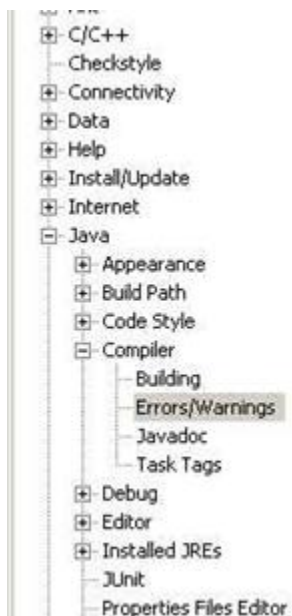 C/C++
Checkstyle
Connectivity
Data
Help
Install/Update
Internet
Java
Appearance
Build Path
Code Style
Compiler
Building
Errors/Warnings
Javadoc
Task Tags
Debug
Editor
Installed JREs
JUnit
Properties Files Editor